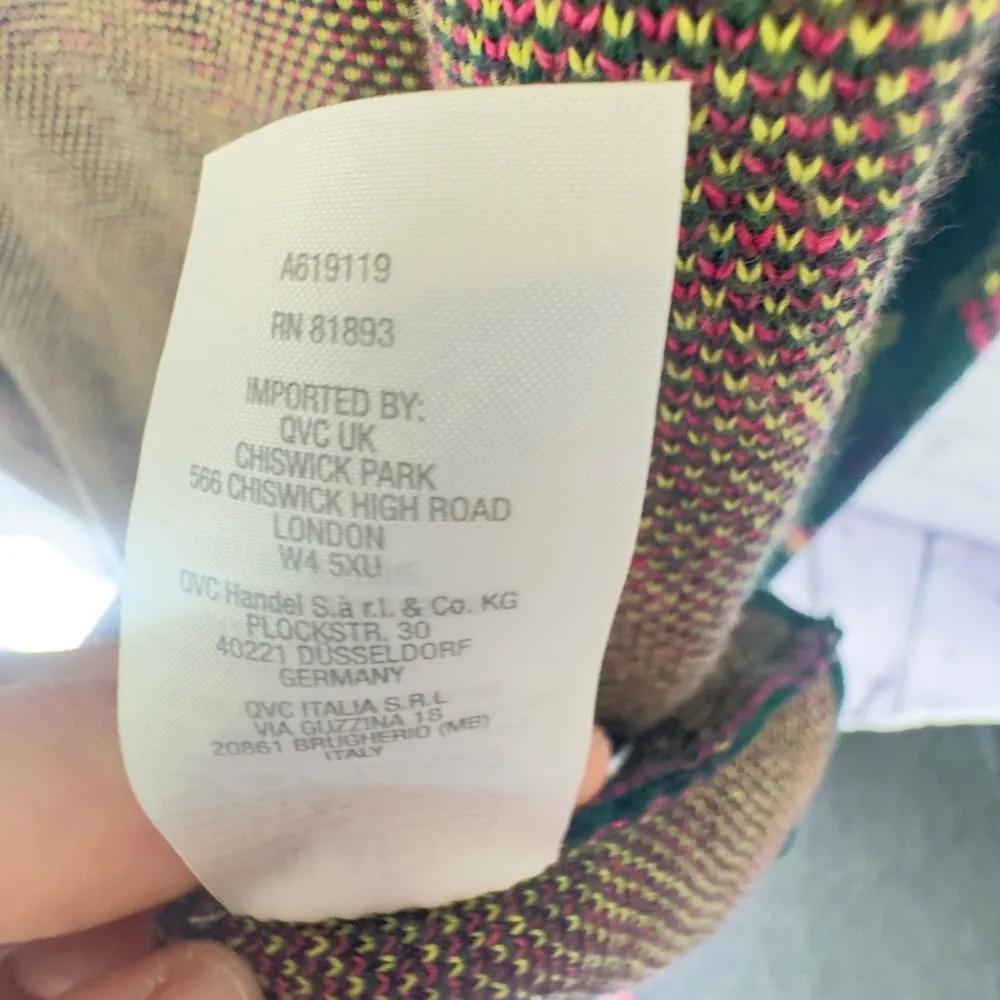 A619119
RN 81893
IMPORTED BY:
QVC UK
CHISWICK PARK
566 CHISWICK HIGH ROAD
LONDON
W4 5XU
QVC Handel S.à r.l. & Co. KG
PLOCKSTR. 30
40221 DÜSSELDORF
GERMANY
QVC ITALIA S.R.L
VIA GUZZINA 18
20861 BRUGHERIO (MB)
ITALY